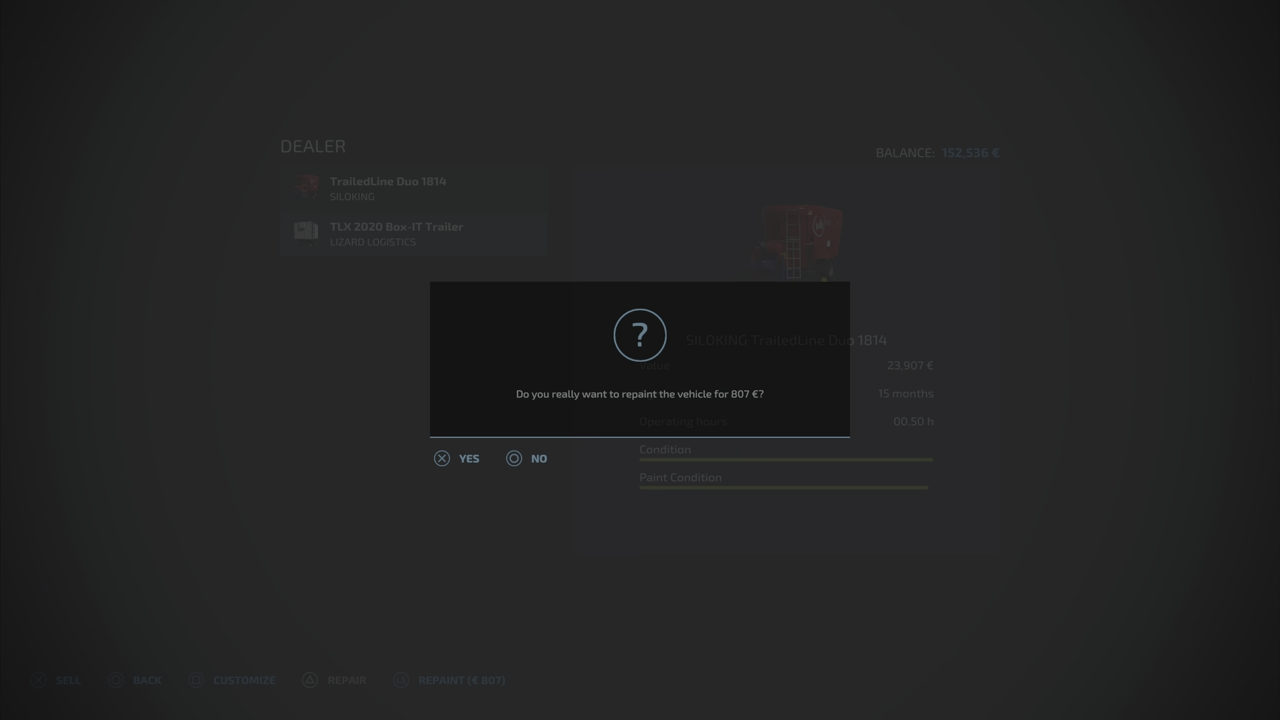 DEALER
BALANCE: 152,536 €
TrailedLine Duo 1814
SILOKING
TLX 2020 Box-IT Trailer
LIZARD LOGISTICS
?
SILOKING TrailedLine Duo 1814
Value 23,907 €
Do you really want to repaint the vehicle for 807 €?
15 months
Operating hours 00:50 h
Condition
YES NO
Paint Condition
SELL BACK CUSTOMIZE REPAIR REPAINT (€ 807)